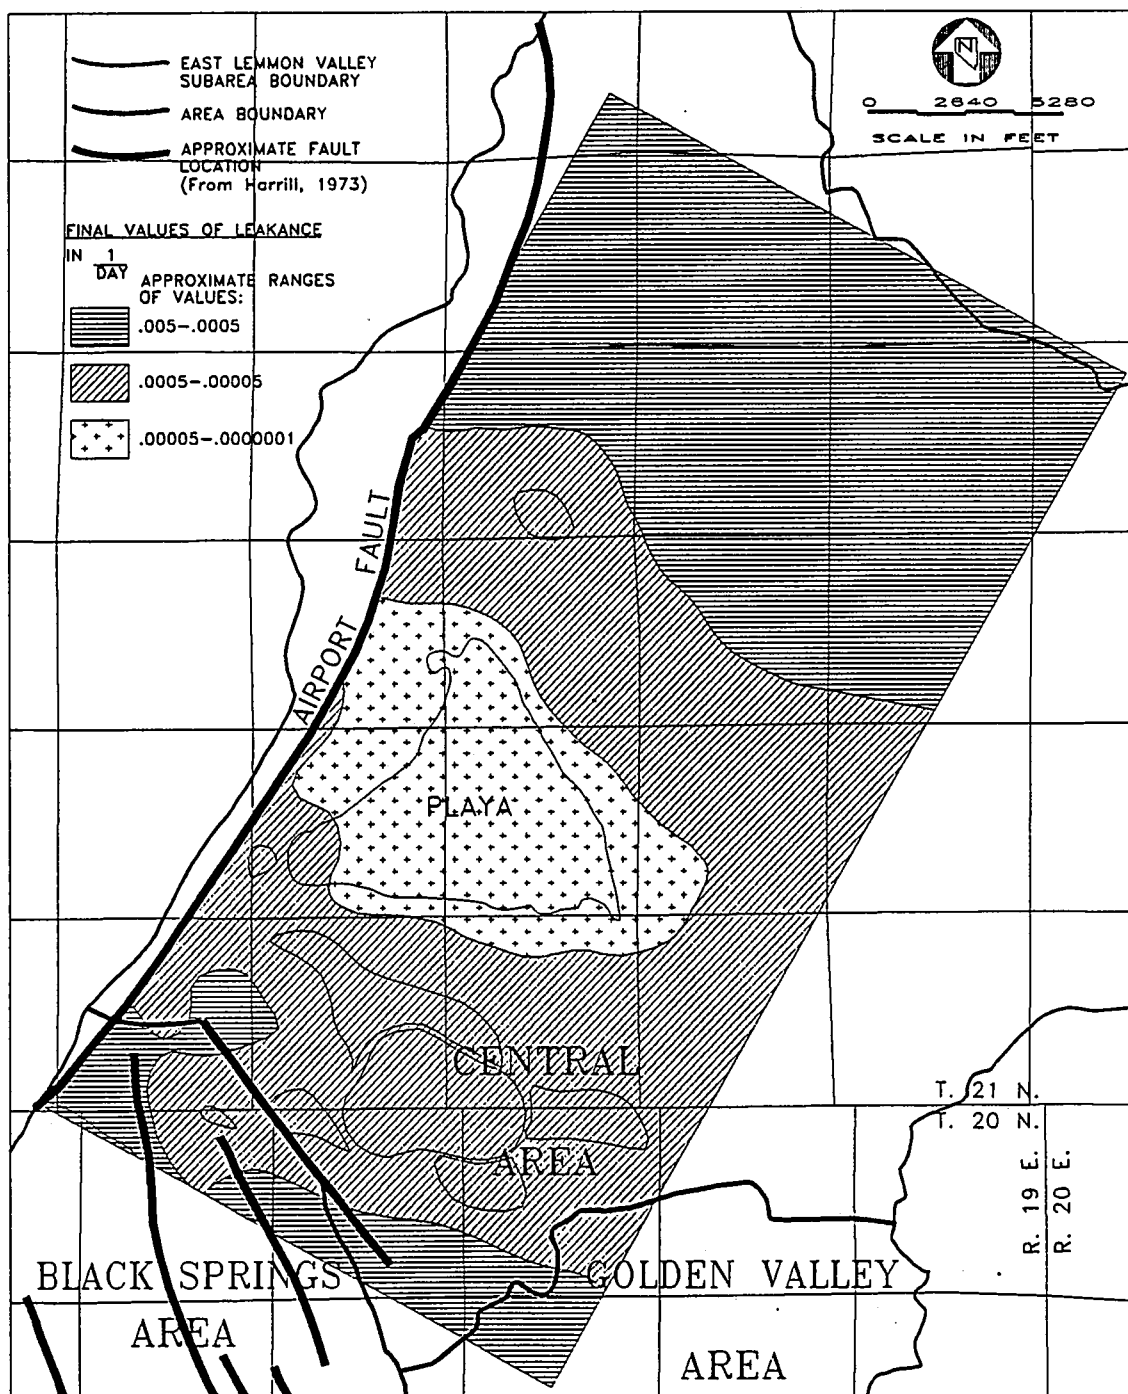 EAST LEMMON VALLEY
SUBAREA BOUNDARY
AREA BOUNDARY
APPROXIMATE FAULT
LOCATION
(From Harrill, 1973)
FINAL VALUES OF LEAKANCE
IN 1
DAY
APPROXIMATE RANGES
OF VALUES:
.005-.0005
.0005-.00005
.00005-.0000001
N
0 2640 5280
SCALE IN FEET
AIRPORT FAULT
PLAYA
CENTRAL
AREA
T. 21 N.
T. 20 N.
R. 19 E.
R. 20 E.
BLACK SPRINGS
AREA
GOLDEN VALLEY
AREA